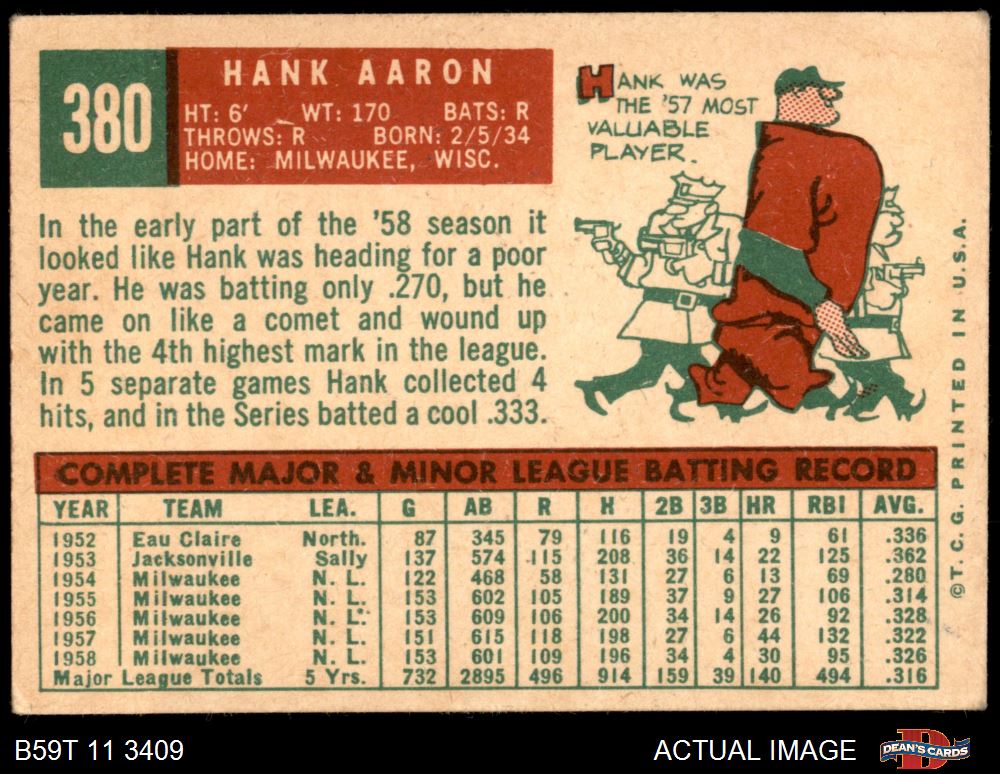 380
HANK AARON
HT: 6' WT: 170 BATS: R
THROWS: R BORN: 2/5/34
HOME: MILWAUKEE, WISC.
HANK WAS
THE '57 MOST
VALUABLE
PLAYER.
In the early part of the '58 season it
looked like Hank was heading for a poor
year. He was batting only .270, but he
came on like a comet and wound up
with the 4th highest mark in the league.
In 5 separate games Hank collected 4
hits, and in the Series batted a cool .333.
COMPLETE MAJOR & MINOR LEAGUE BATTING RECORD
YEAR TEAM LEA. G AB R H 2B 3B HR RBI AVG.
1952 Eau Claire North. 87 345 79 116 19 4 9 61 .336
1953 Jacksonville Sally 137 574 115 208 36 14 22 125 .362
1954 Milwaukee N. L. 122 468 58 131 27 6 13 69 .280
1955 Milwaukee N. L. 153 602 105 189 37 9 27 106 .314
1956 Milwaukee N. L. 153 609 106 200 34 14 26 92 .328
1957 Milwaukee N. L. 151 615 118 198 27 6 44 132 .322
1958 Milwaukee N. L. 153 601 109 196 34 4 30 95 .326
Major League Totals 5 Yrs. 732 2895 496 914 159 39 140 494 .316
©T. C. G. PRINTED IN U.S.A.
B59T 11 3409
ACTUAL IMAGE
DEAN'S CARDS